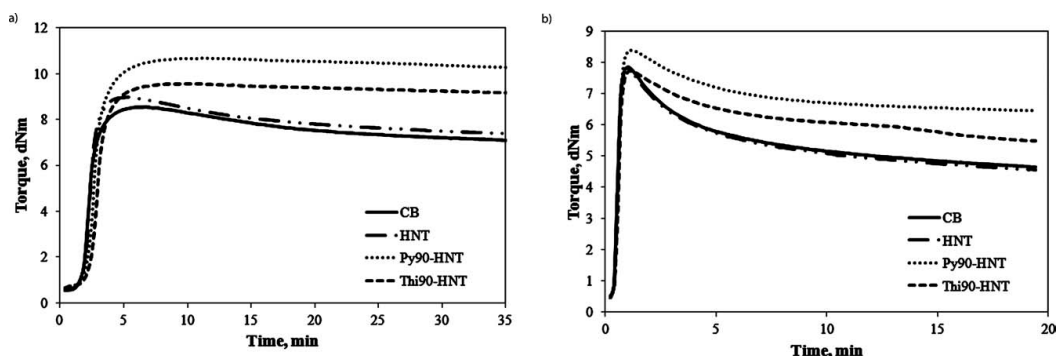 a)
12
10
8
6
4
2
0
Torque, dNm
CB
HNT
Py90-HNT
Thi90-HNT
0 5 10 15 20 25 30 35
Time, min
b)
9
8
7
6
5
4
3
2
1
0
Torque, dNm
CB
HNT
Py90-HNT
Thi90-HNT
0 5 10 15 20
Time, min